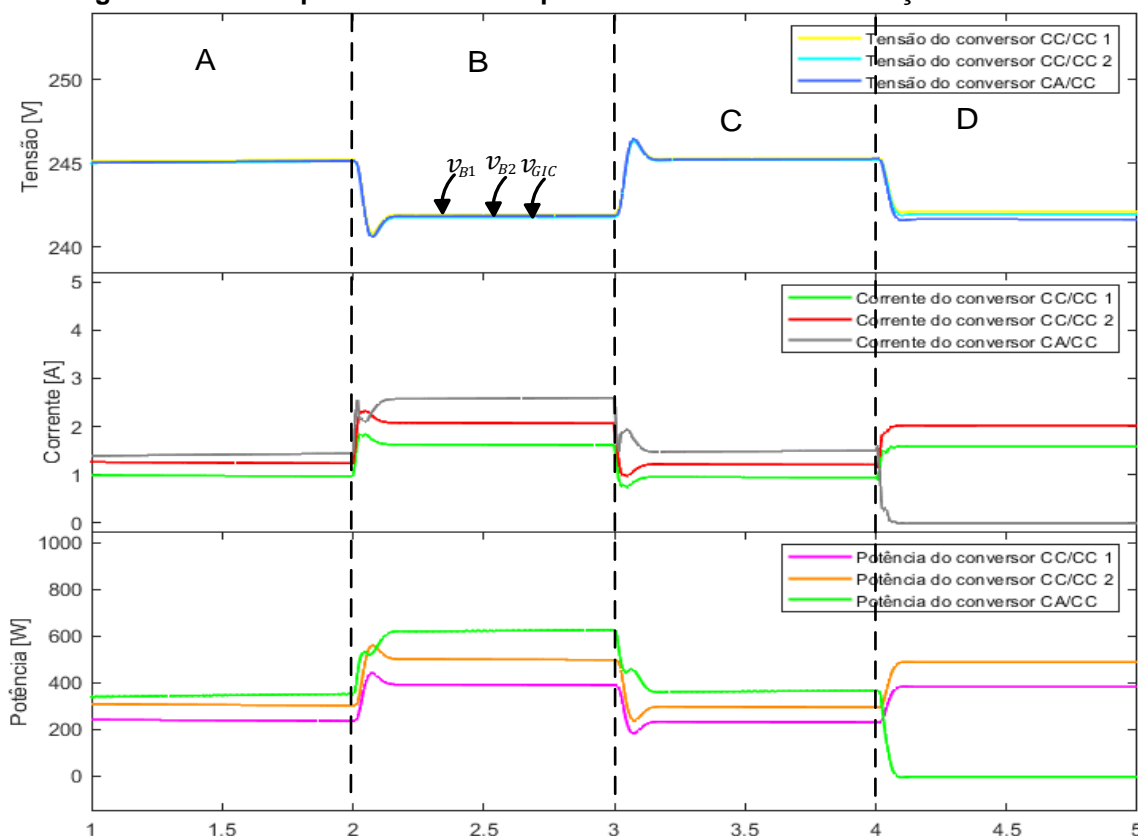 A
B
C
D
Tensão do conversor CC/CC 1
Tensão do conversor CC/CC 2
Tensão do conversor CA/CC
Tensão [V]
250
245
240
v_B1 v_B2 v_GIC
Corrente do conversor CC/CC 1
Corrente do conversor CC/CC 2
Corrente do conversor CA/CC
Corrente [A]
5
4
3
2
1
0
Potência do conversor CC/CC 1
Potência do conversor CC/CC 2
Potência do conversor CA/CC
Potência [W]
1000
800
600
400
200
0
1 1.5 2 2.5 3 3.5 4 4.5 5